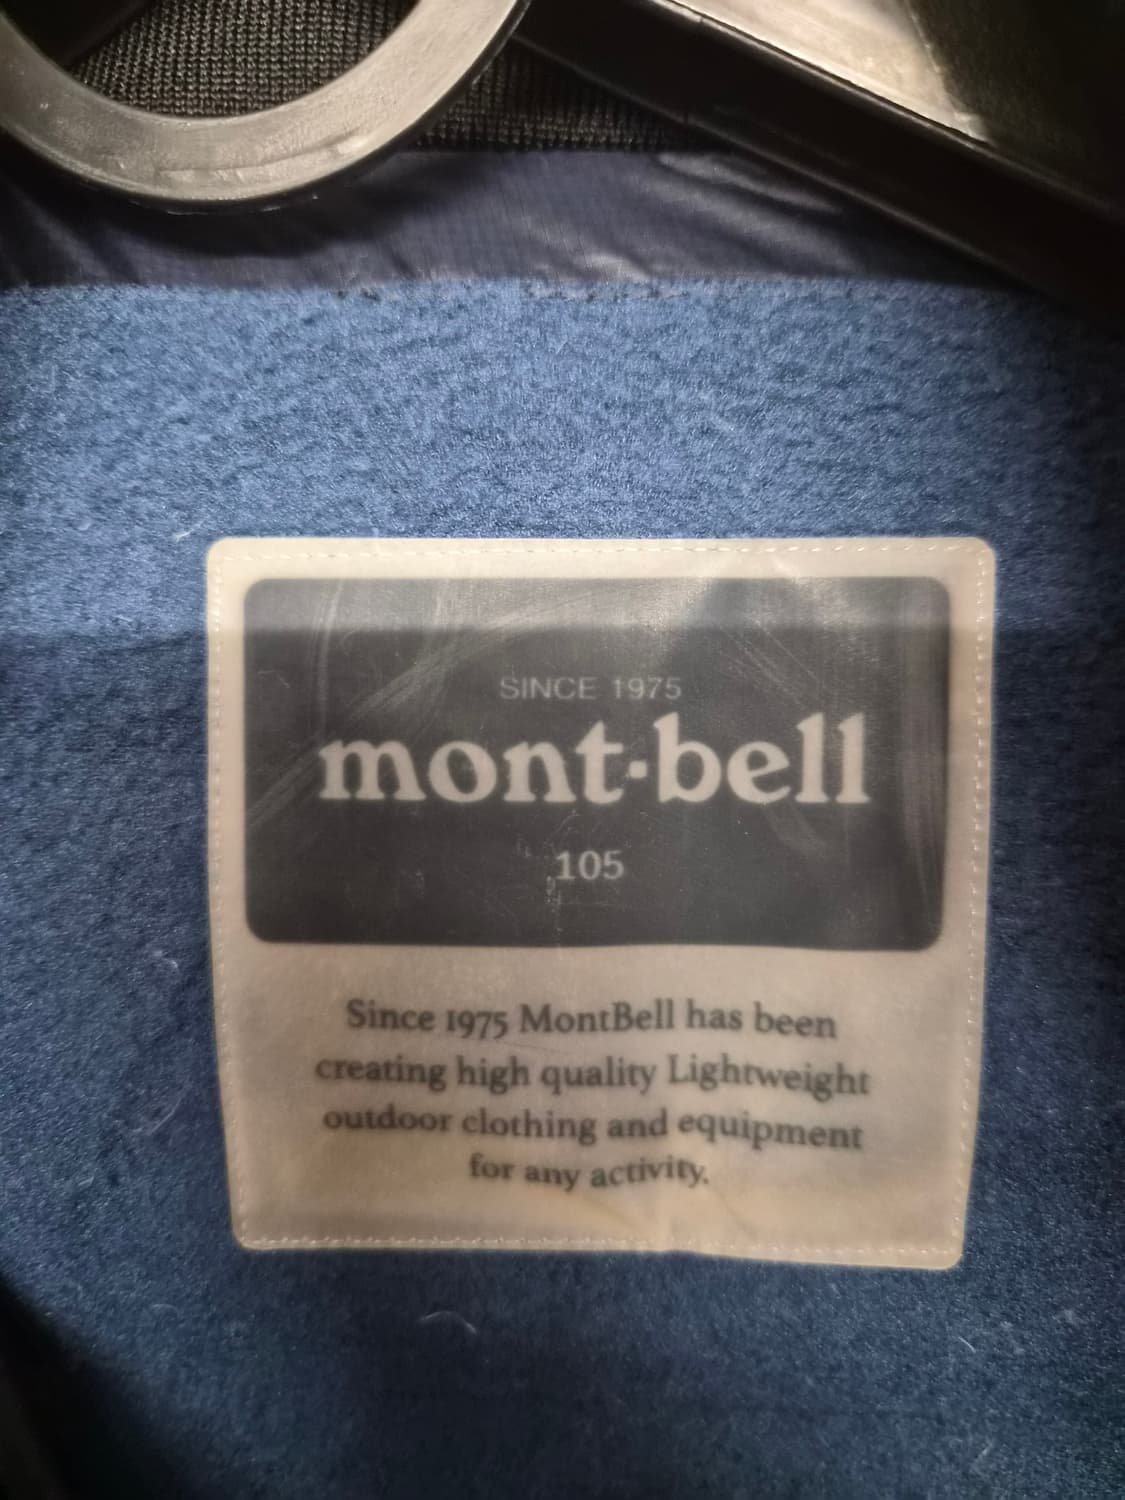 SINCE 1975
mont·bell
105
Since 1975 MontBell has been
creating high quality Lightweight
outdoor clothing and equipment
for any activity.